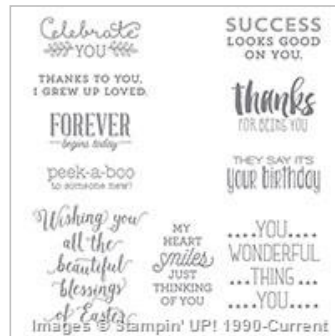 Celebrate
YOU
THANKS TO YOU,
I GREW UP LOVED.
FOREVER
begins today
peek-a-boo
to someone new!
Wishing you
all the
beautiful
blessings
of Easter
SUCCESS
LOOKS GOOD
ON YOU.
thanks
FOR BEING YOU
THEY SAY IT'S
your birthday
MY
HEART
smiles
JUST
THINKING
OF YOU
....YOU....
WONDERFUL
...THING...
....YOU....
Images © Stampin' UP! 1990-Current